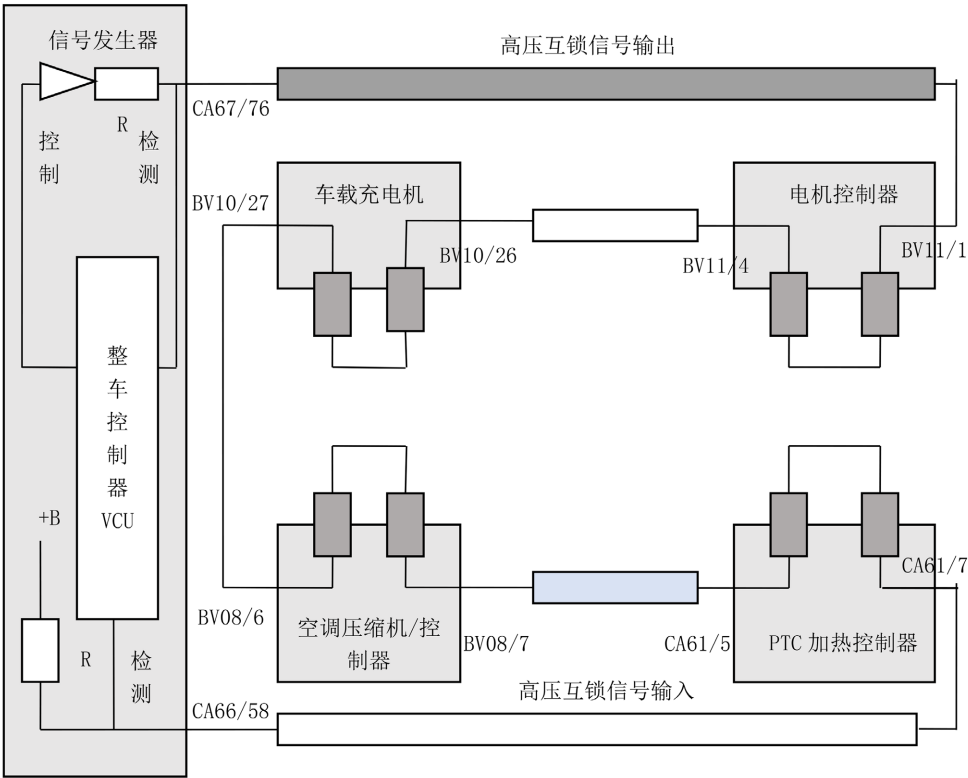 信号发生器
高压互锁信号输出
CA67/76
R
控制
检测
BV10/27
车载充电机
BV10/26
电机控制器
BV11/4
BV11/1
整车控制器
VCU
+B
R
检测
BV08/6
空调压缩机/控
制器
BV08/7
CA61/5
PTC 加热控制器
CA61/7
高压互锁信号输入
CA66/58